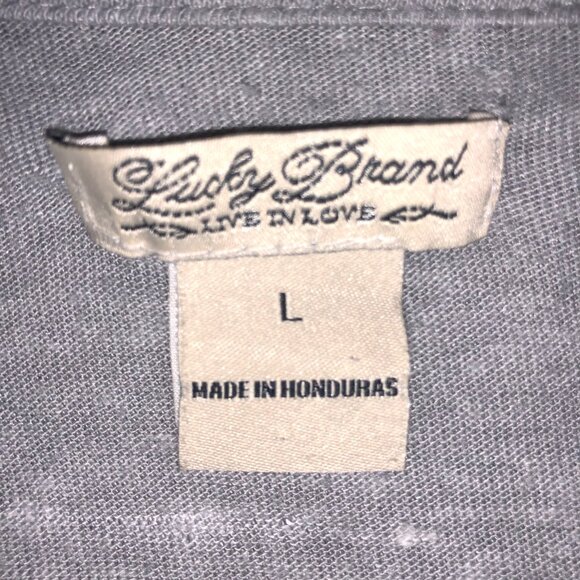 Lucky Brand
LIVE IN LOVE
L
MADE IN HONDURAS